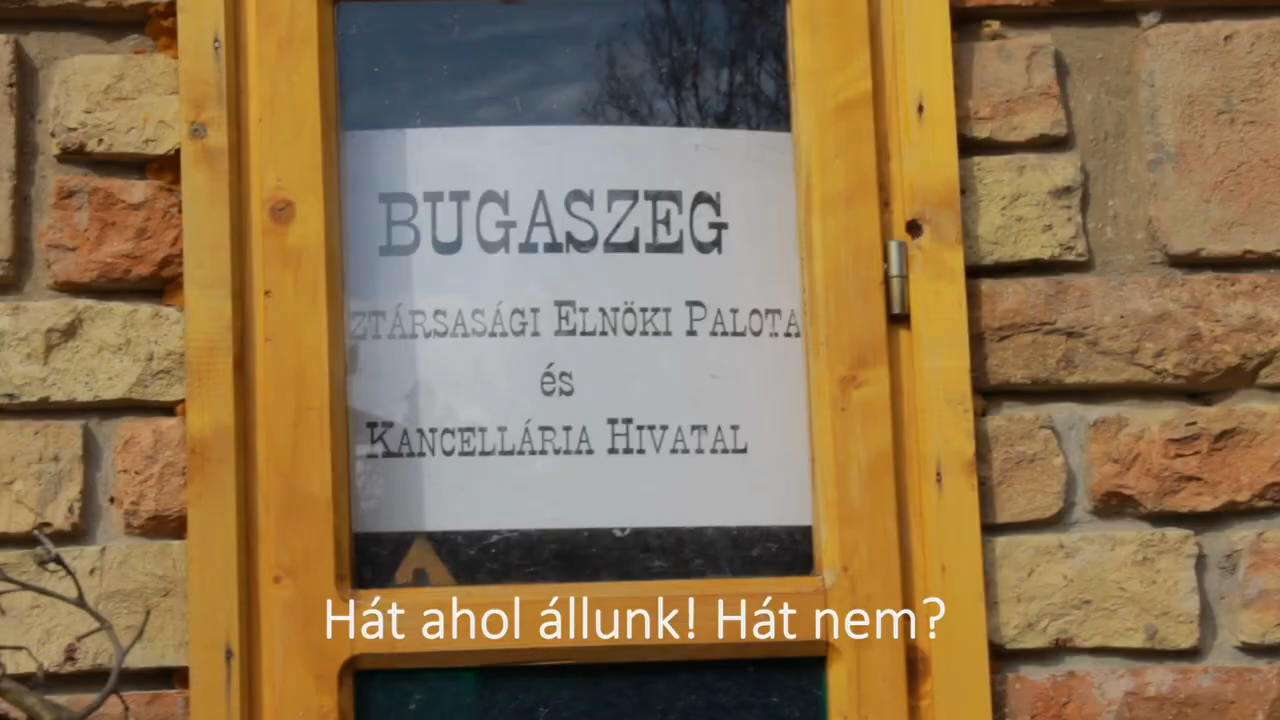 BUGASZEG
ZTÁRSASÁGI ELNÖKI PALOTA
és
KANCELLÁRIA HIVATAL
Hát ahol állunk! Hát nem?